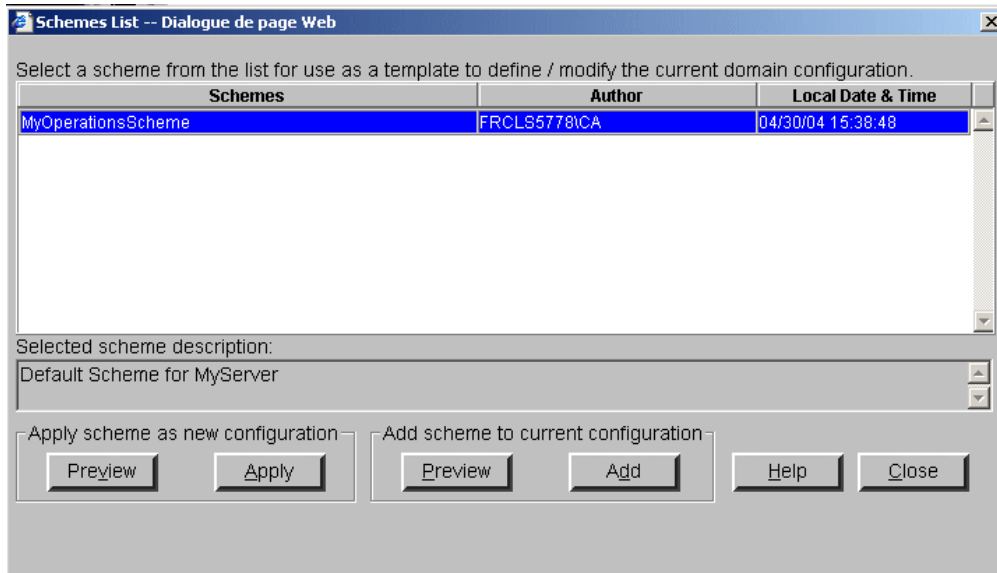 Schemes List -- Dialogue de page Web
Select a scheme from the list for use as a template to define / modify the current domain configuration.
Schemes Author Local Date & Time
MyOperationsScheme FRCLS5778\CA 04/30/04 15:38:48
Selected scheme description:
Default Scheme for MyServer
Apply scheme as new configuration Add scheme to current configuration
Preview Apply Preview Add Help Close